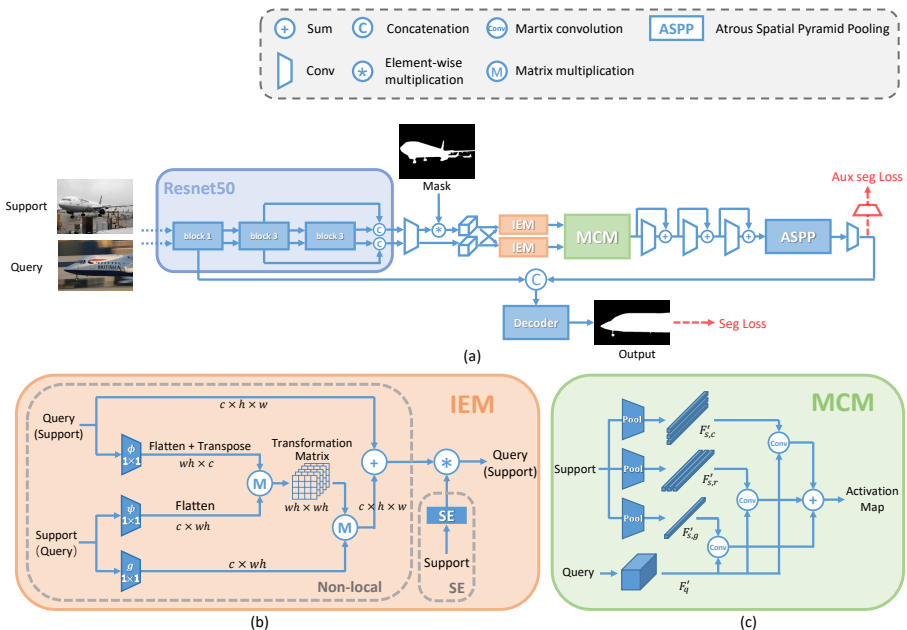 Sum
Concatenation
Martix convolution
Atrous Spatial Pyramid Pooling
C
Conv
ASPP
Conv
Element-wise
multiplication
Matrix multiplication
M
Resnet50
Support
Query
block 1
block 3
block 3
C
C
Mask
IEM
IEM
MCM
ASPP
Aux seg Loss
C
Decoder
Output
Seg Loss
(a)
IEM
c × h × w
Query
(Support)
ϕ
1×1
Flatten + Transpose
wh × c
Transformation
Matrix
wh × wh
M
M
c × h × w
Query
(Support)
ψ
1×1
Flatten
c × wh
Support
(Query)
g
1×1
c × wh
Non-local
SE
Support
SE
(b)
MCM
Pool
F′s,c
Conv
Support
Pool
F′s,r
Conv
Activation
Map
Pool
F′s,g
Conv
Query
F′q
(c)